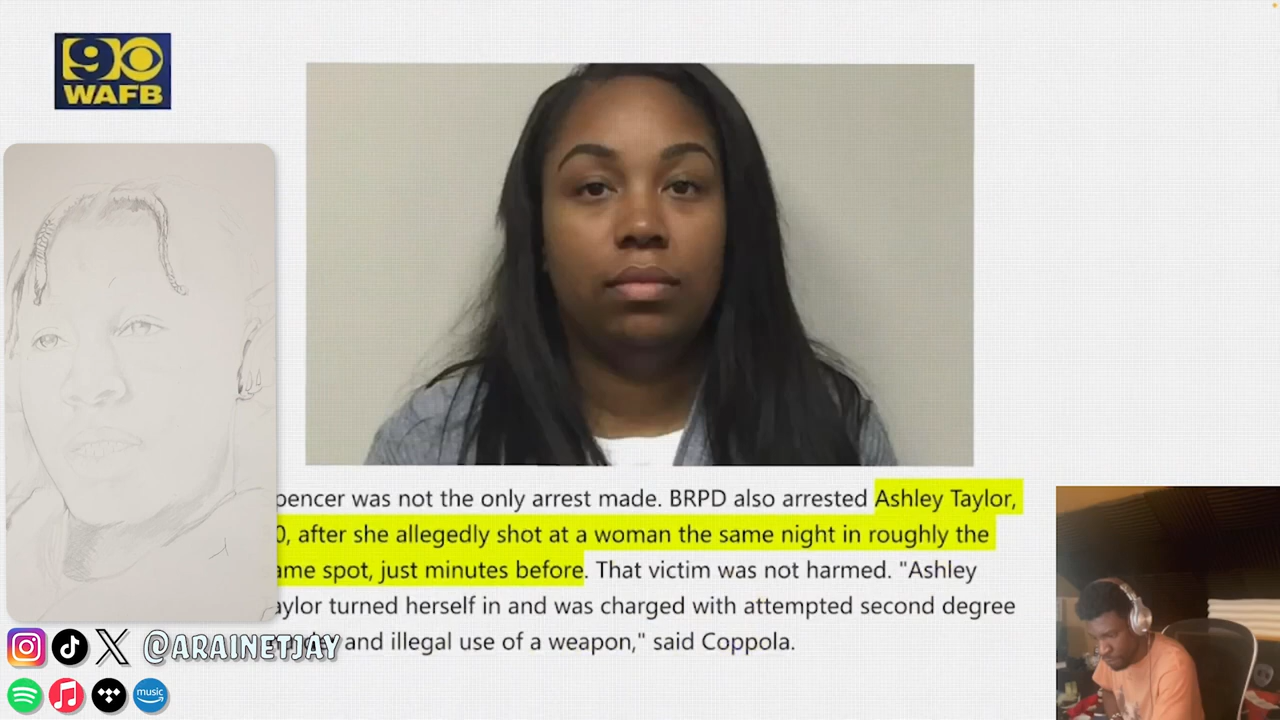 90
WAFB
pencer was not the only arrest made. BRPD also arrested Ashley Taylor,
0, after she allegedly shot at a woman the same night in roughly the
ame spot, just minutes before. That victim was not harmed. "Ashley
aylor turned herself in and was charged with attempted second degree
and illegal use of a weapon," said Coppola.
@ARAINETJAY
music